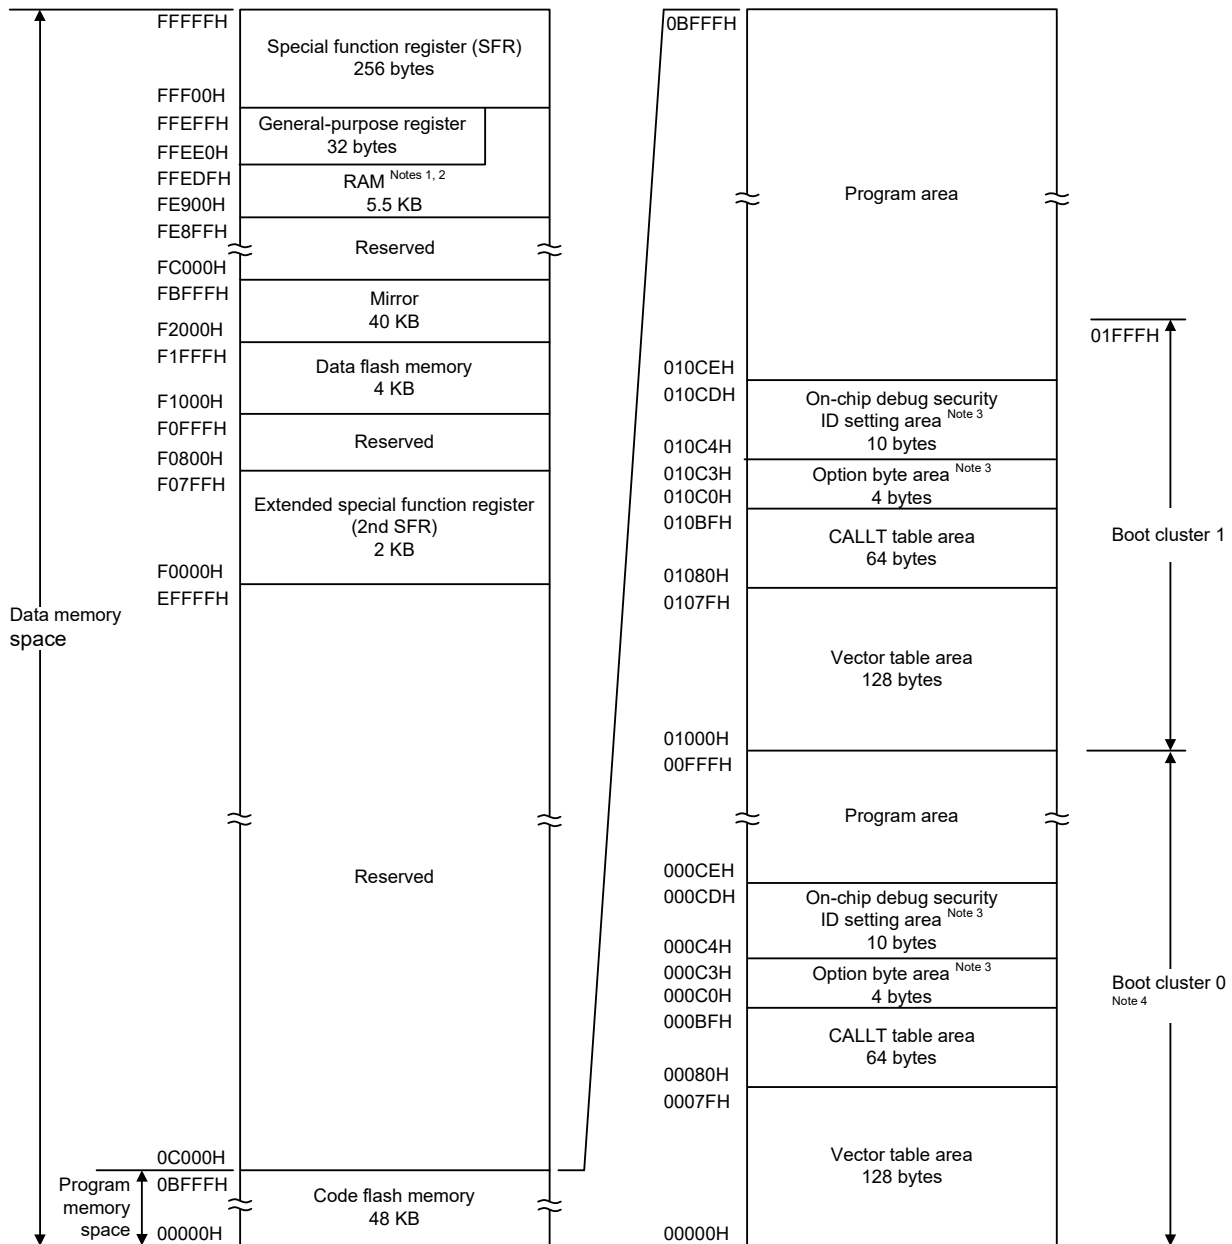 Data memory
space
Program
memory
space
FFFFFH
Special function register (SFR)
256 bytes
FFF00H
FFEFFH
General-purpose register
32 bytes
FFEE0H
FFEDFH
RAM Notes 1, 2
5.5 KB
FE900H
FE8FFH
Reserved
FC000H
FBFFFH
Mirror
40 KB
F2000H
F1FFFH
Data flash memory
4 KB
F1000H
F0FFFH
Reserved
F0800H
F07FFH
Extended special function register
(2nd SFR)
2 KB
F0000H
EFFFFH
Reserved
0C000H
0BFFFH
Code flash memory
48 KB
00000H
0BFFFH
Program area
01FFFH
010CEH
010CDH
On-chip debug security
ID setting area Note 3
10 bytes
010C4H
010C3H
Option byte area Note 3
4 bytes
010C0H
010BFH
CALLT table area
64 bytes
01080H
0107FH
Vector table area
128 bytes
01000H
Boot cluster 1
00FFFH
Program area
000CEH
000CDH
On-chip debug security
ID setting area Note 3
10 bytes
000C4H
000C3H
Option byte area Note 3
4 bytes
000C0H
000BFH
CALLT table area
64 bytes
00080H
0007FH
Vector table area
128 bytes
00000H
Boot cluster 0
Note 4